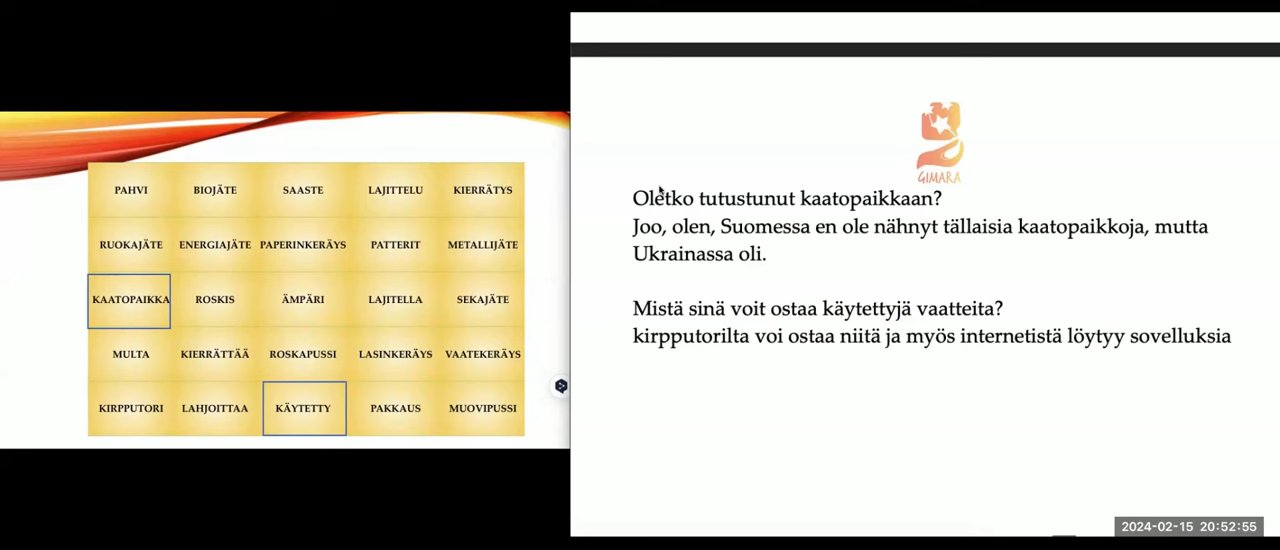 PAHVI BIOJÄTE SAASTE LAJITTELU KIERRÄTYS
RUOKAJÄTE ENERGIAJÄTE PAPERINKERÄYS PATTERIT METALLIJÄTE
KAATOPAIKKA ROSKIS ÄMPÄRI LAJITELLA SEKAJÄTE
MULTA KIERRÄTTÄÄ ROSKAPUSSI LASINKERÄYS VAATEKERÄYS
KIRPPUTORI LAHJOITTAA KÄYTETTY PAKKAUS MUOVIPUSSI
GIMARA
Oletko tutustunut kaatopaikkaan?
Joo, olen, Suomessa en ole nähnyt tällaisia kaatopaikkoja, mutta
Ukrainassa oli.
Mistä sinä voit ostaa käytettyjä vaatteita?
kirpputorilta voi ostaa niitä ja myös internetistä löytyy sovelluksia
2024-02-15 20:52:55